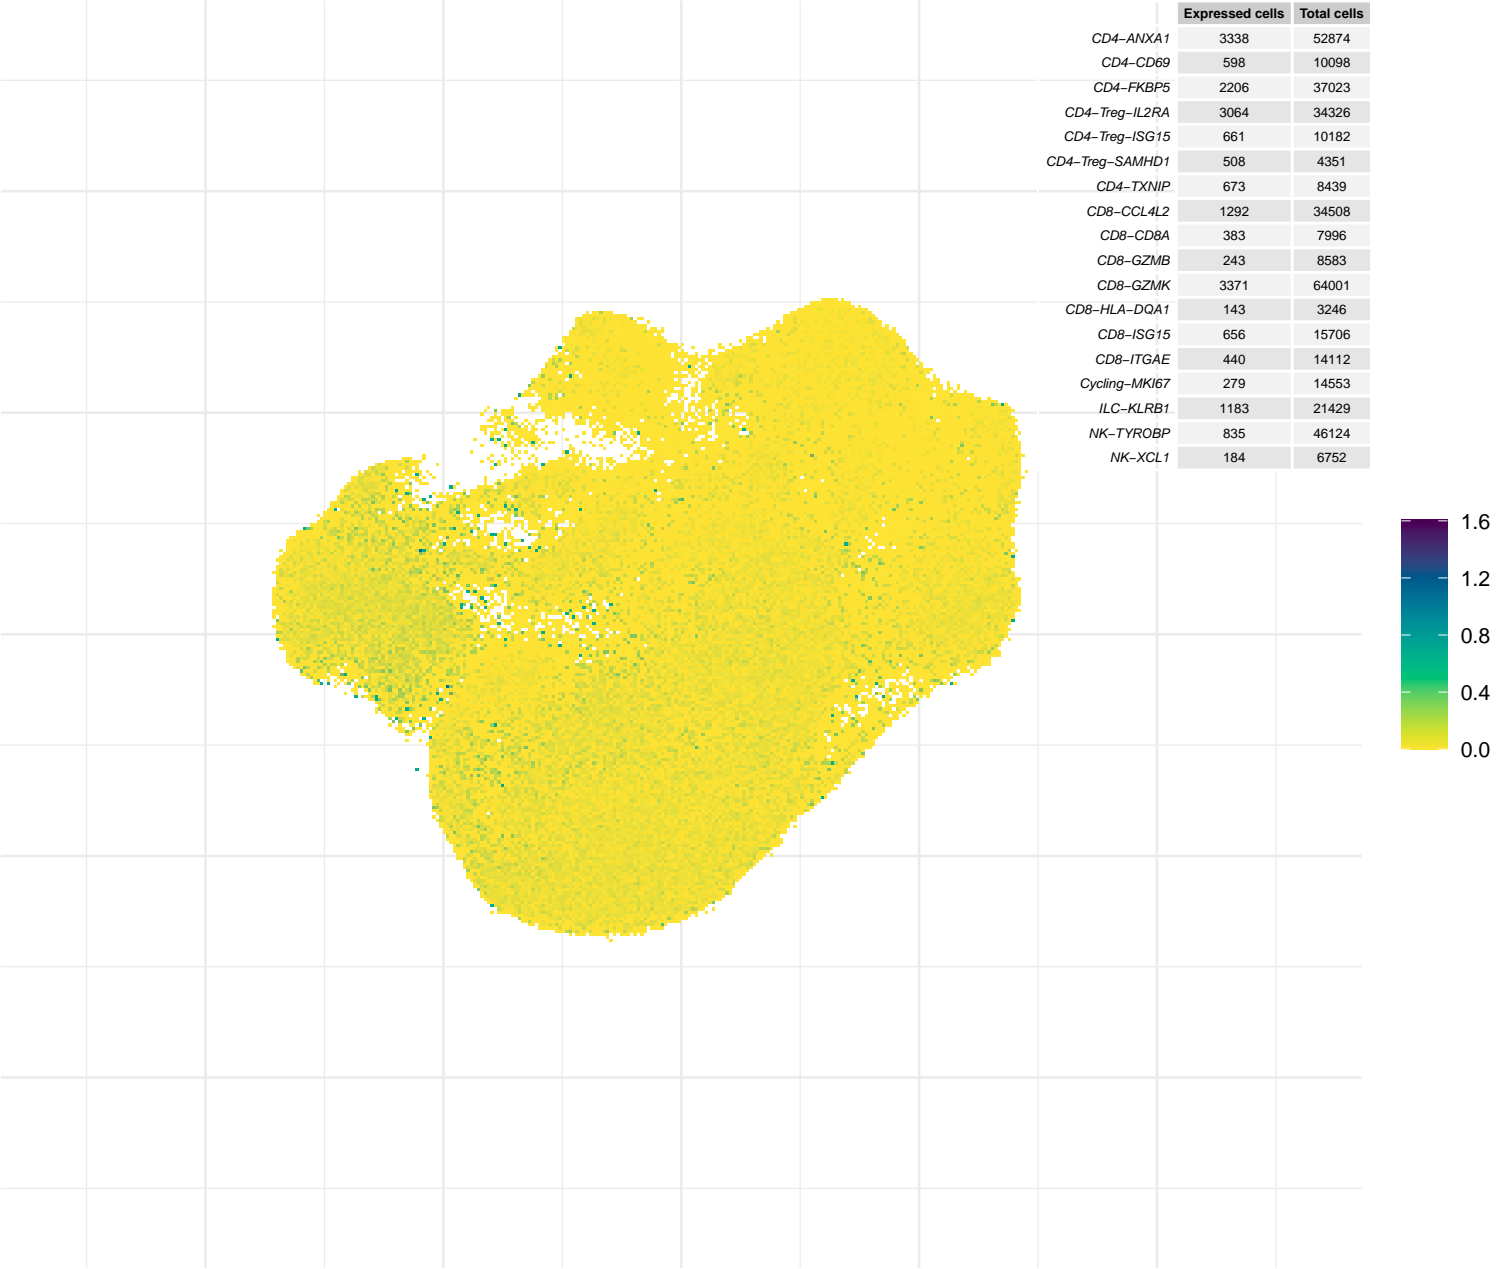 Expressed cells Total cells
CD4−ANXA1 3338 52874
CD4−CD69 598 10098
CD4−FKBP5 2206 37023
CD4−Treg−IL2RA 3064 34326
CD4−Treg−ISG15 661 10182
CD4−Treg−SAMHD1 508 4351
CD4−TXNIP 673 8439
CD8−CCL4L2 1292 34508
CD8−CD8A 383 7996
CD8−GZMB 243 8583
CD8−GZMK 3371 64001
CD8−HLA−DQA1 143 3246
CD8−ISG15 656 15706
CD8−ITGAE 440 14112
Cycling−MKI67 279 14553
ILC−KLRB1 1183 21429
NK−TYROBP 835 46124
NK−XCL1 184 6752
1.6
1.2
0.8
0.4
0.0